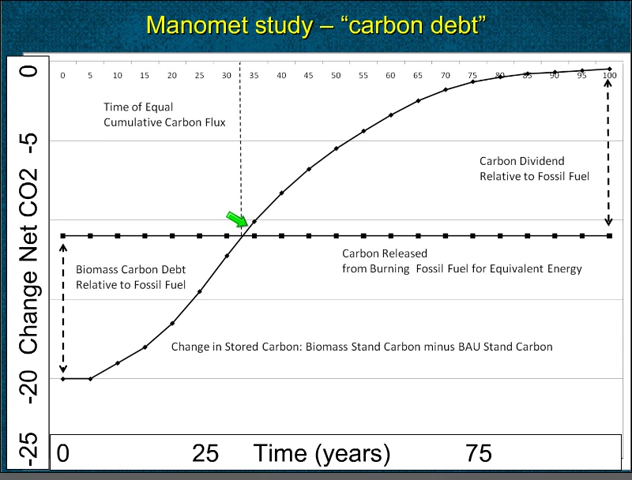 Manomet study – “carbon debt”
0
0 5 10 15 20 25 30 35 40 45 50 55 60 65 70 75 80 85 90 95 100
Time of Equal
Cumulative Carbon Flux
-5
Carbon Dividend
Relative to Fossil Fuel
Change Net CO2
Carbon Released
from Burning Fossil Fuel for Equivalent Energy
Biomass Carbon Debt
Relative to Fossil Fuel
Change in Stored Carbon: Biomass Stand Carbon minus BAU Stand Carbon
-20
-25
0 25 Time (years) 75